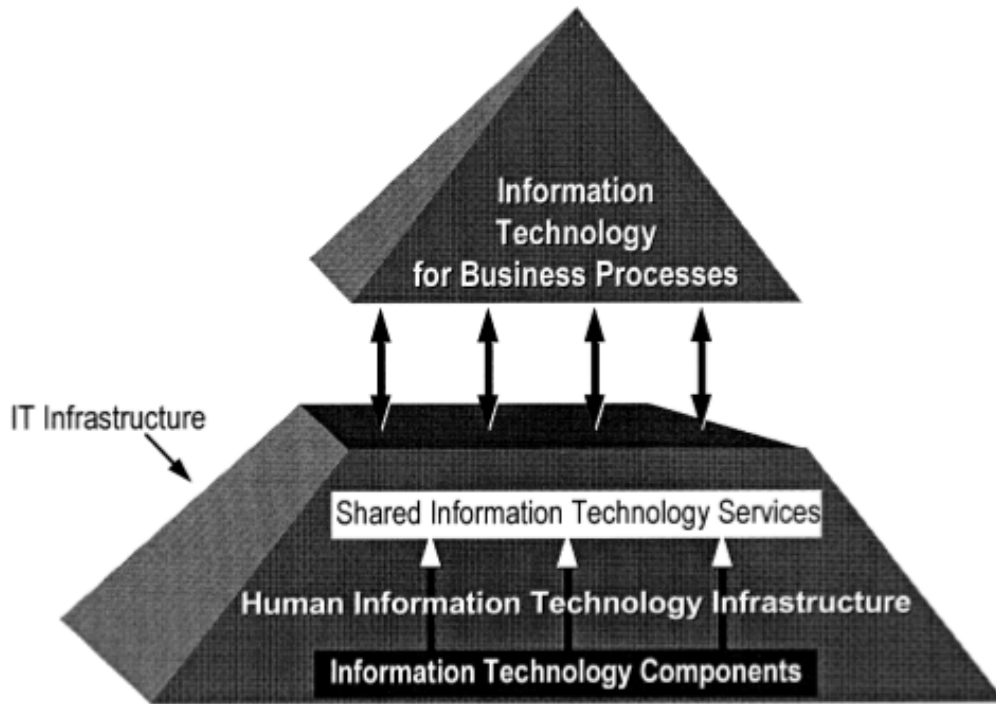 Information
Technology
for Business Processes
IT Infrastructure
Shared Information Technology Services
Human Information Technology Infrastructure
Information Technology Components